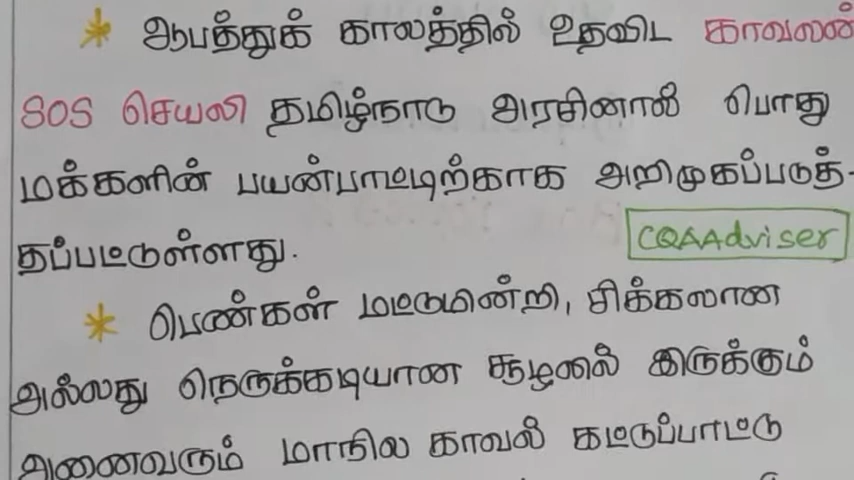 ஆபத்துக் காலத்தில் உதவிட காவலன்
SOS செயலி தமிழ்நாடு அரசினால் பொது
மக்களின் பயன்பாட்டிற்காக அறிமுகப்படுத்-
தப்பட்டுள்ளது.
CQAAdviser
பெண்கள் மட்டுமின்றி, சிக்கலான
அல்லது நெருக்கடியான சூழலில் இருக்கும்
அனைவரும் மாநில காவல் கட்டுப்பாட்டு